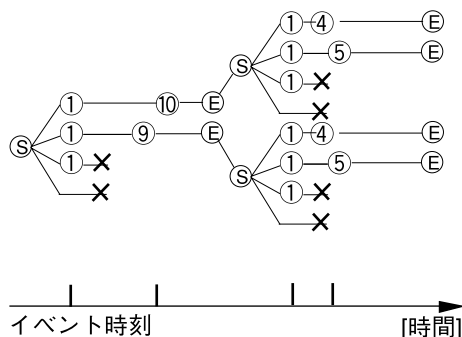 ① ④ Ⓔ
Ⓢ ① ⑤ Ⓔ
① ⑩ Ⓔ ①
Ⓢ ① ⑨ Ⓔ ① ④ Ⓔ
① Ⓢ ① ⑤ Ⓔ
①
イベント時刻 [時間]